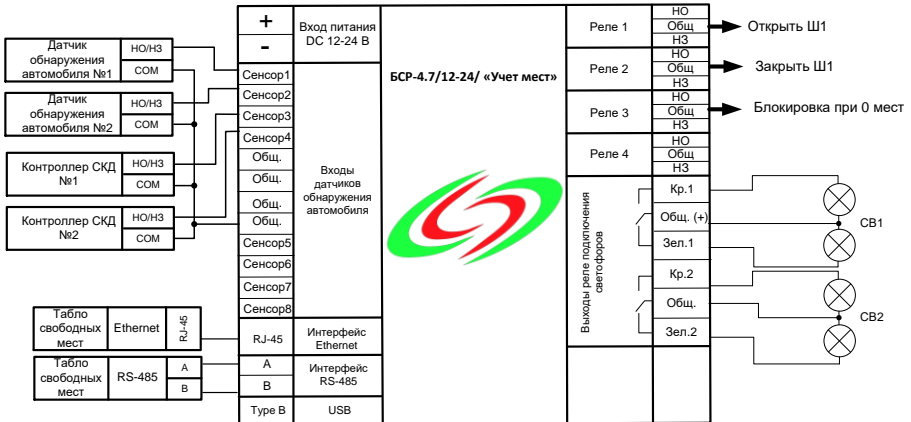 Датчик
обнаружения
автомобиля №1
НО/НЗ
COM
Датчик
обнаружения
автомобиля №2
НО/НЗ
COM
Контроллер СКД
№1
НО/НЗ
COM
Контроллер СКД
№2
НО/НЗ
COM
Табло
свободных
мест
Ethernet
RJ-45
Табло
свободных
мест
RS-485
A
B
+
-
Вход питания
DC 12-24 В
Сенсор1
Сенсор2
Сенсор3
Сенсор4
Общ.
Общ.
Общ.
Общ.
Сенсор5
Сенсор6
Сенсор7
Сенсор8
Входы
датчиков
обнаружения
автомобиля
RJ-45
Интерфейс
Ethernet
A
B
Интерфейс
RS-485
Type B
USB
БСР-4.7/12-24/ «Учет мест»
Реле 1
НО
Общ
НЗ
Открыть Ш1
Реле 2
НО
Общ
НЗ
Закрыть Ш1
Реле 3
НО
Общ
НЗ
Блокировка при 0 мест
Реле 4
НО
Общ
НЗ
Выходы реле подключения
светофоров
Кр.1
Общ. (+)
Зел.1
Кр.2
Общ.
Зел.2
СВ1
СВ2